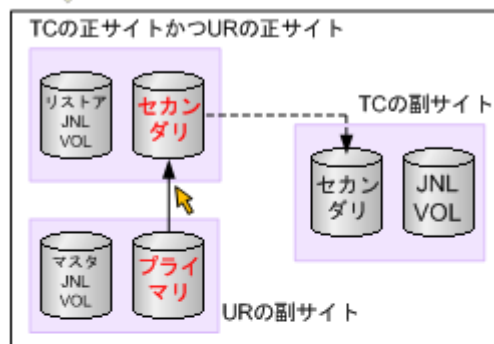 TCの正サイトかつURの正サイト
リストア
JNL
VOL
セカン
ダリ
TCの副サイト
セカン
ダリ
JNL
VOL
マスタ
JNL
VOL
プライ
マリ
URの副サイト